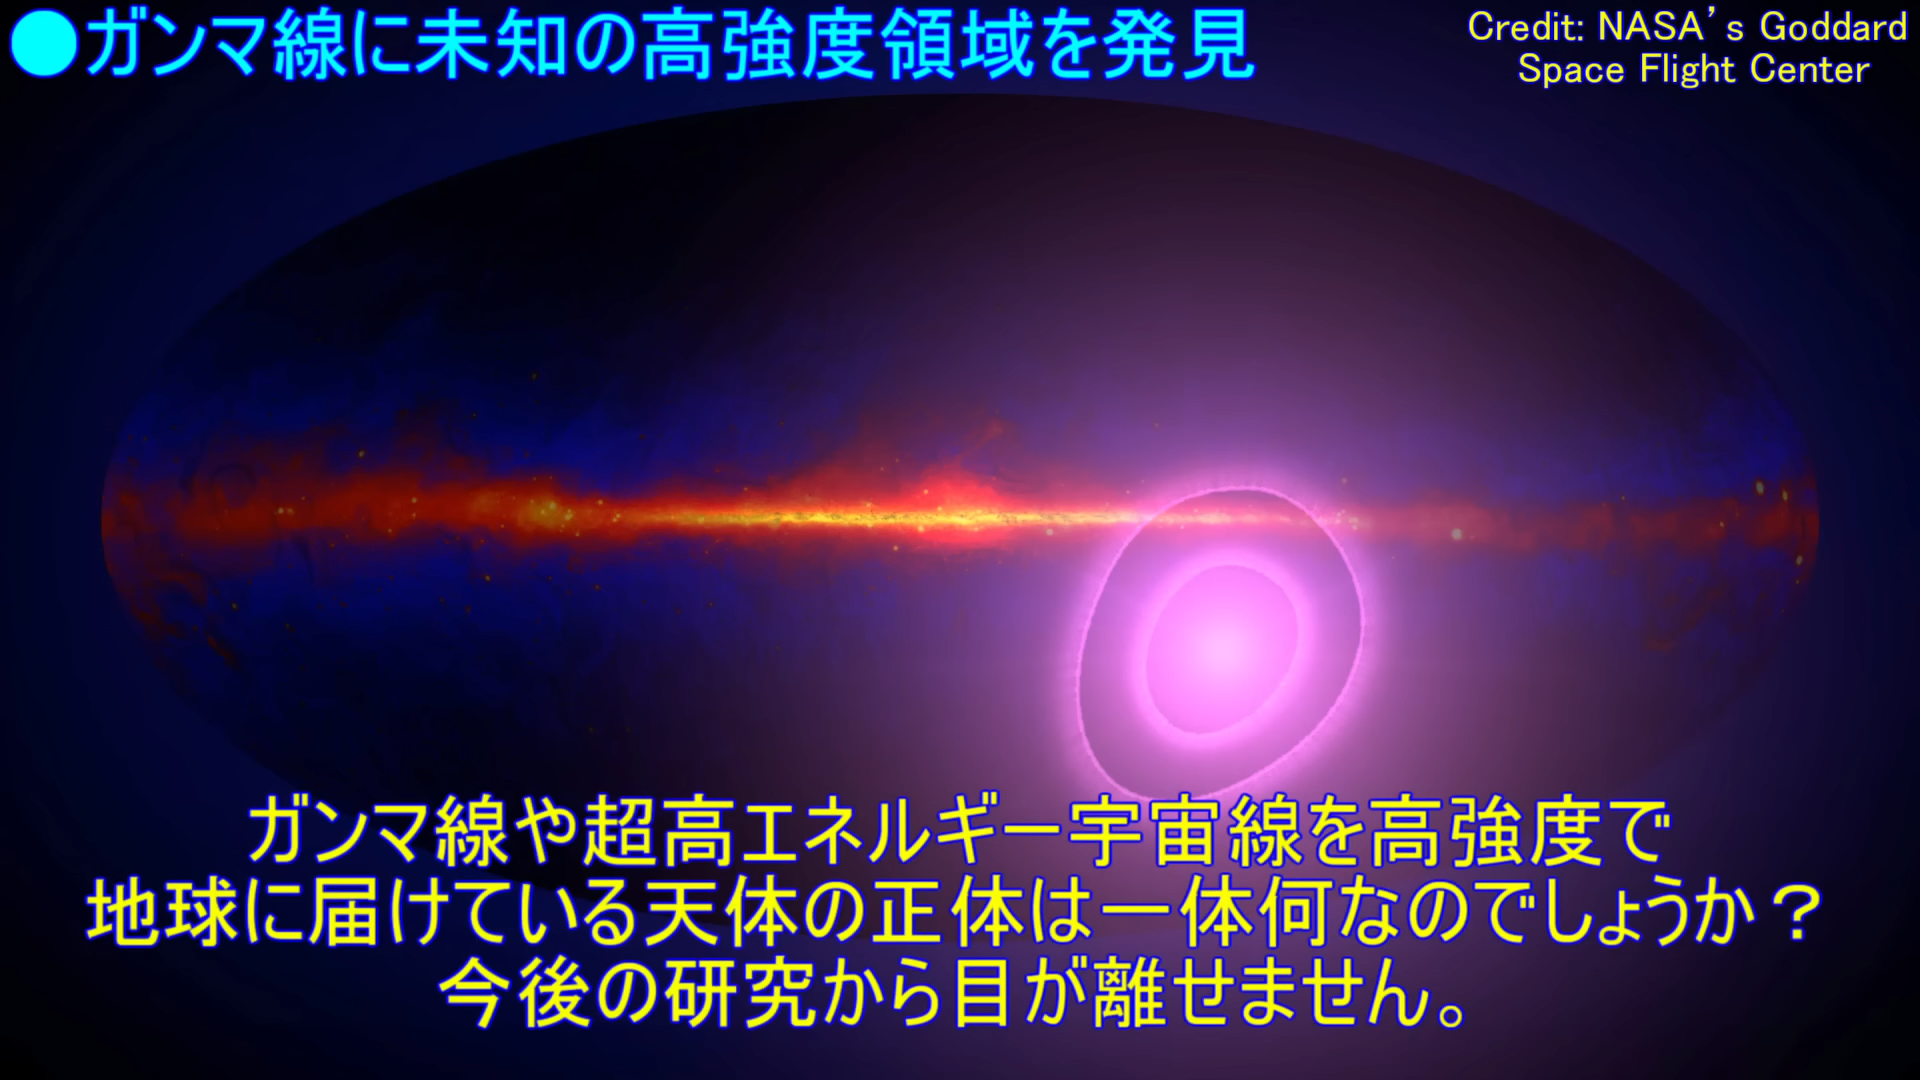 ●ガンマ線に未知の高強度領域を発見
Credit: NASA's Goddard
Space Flight Center
ガンマ線や超高エネルギー宇宙線を高強度で
地球に届けている天体の正体は一体何なのでしょうか？
今後の研究から目が離せません。